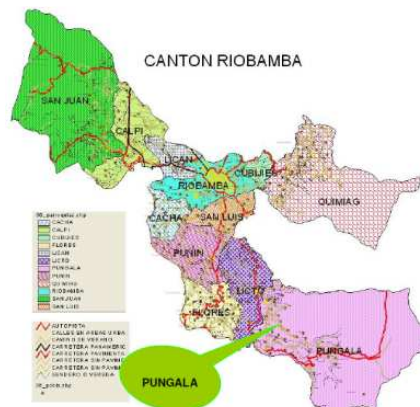 CANTON RIOBAMBA
SAN JUAN
CALPI
LICAN
CUBIJIES
RIOBAMBA
QUIMIAG
CACHA
SAN LUIS
PUNIN
LICTO
FLORES
PUNGALA
PUNGALA
CACHA
CALPI
CUBIJIES
FLORES
LICAN
LICTO
PUNGALA
PUNIN
QUIMIAG
RIOBAMBA
SAN JUAN
SAN LUIS
AUTOPISTA